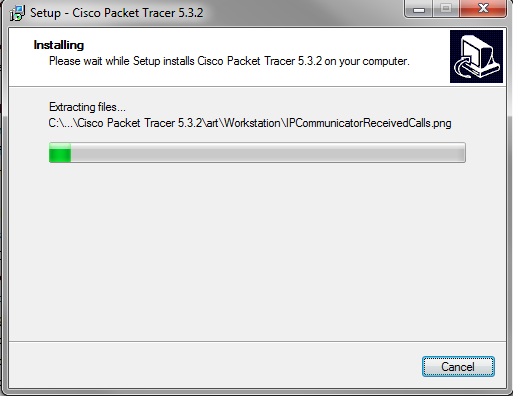 Setup - Cisco Packet Tracer 5.3.2
Installing
Please wait while Setup installs Cisco Packet Tracer 5.3.2 on your computer.
Extracting files...
C:\...\Cisco Packet Tracer 5.3.2\art\Workstation\IPCommunicatorReceivedCalls.png
Cancel